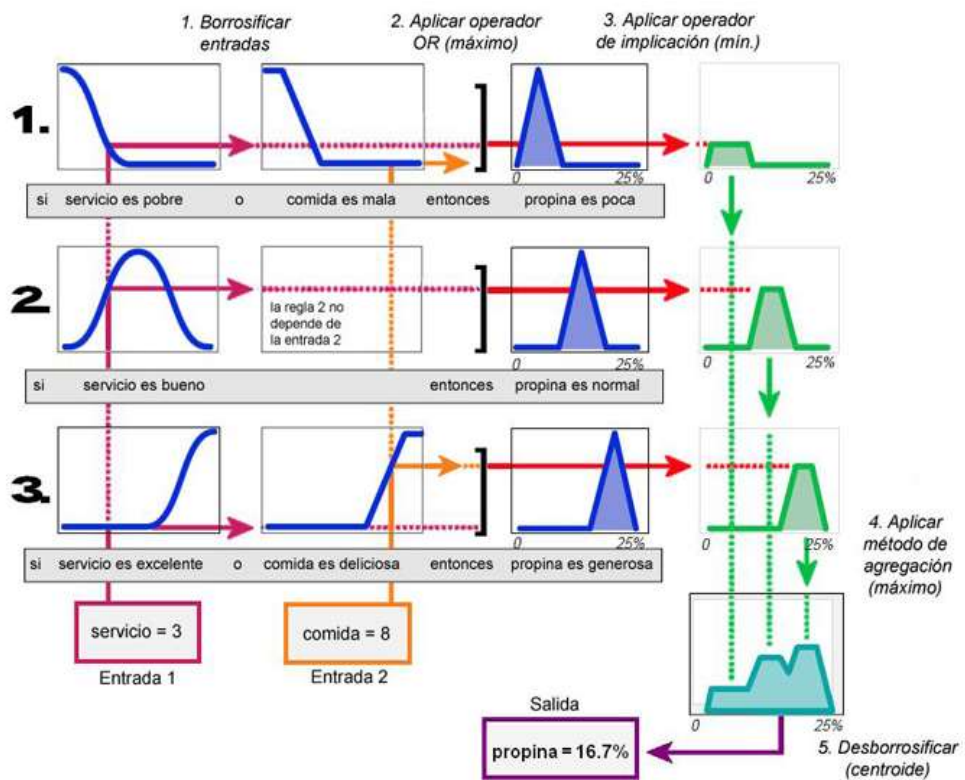 1. Borrosificar
entradas
2. Aplicar operador
OR (máximo)
3. Aplicar operador
de implicación (mín.)
1.
0 25%
0 25%
si servicio es pobre o comida es mala entonces propina es poca
2.
la regla 2 no
depende de
la entrada 2
0 25%
0 25%
si servicio es bueno entonces propina es normal
3.
0 25%
0 25%
si servicio es excelente o comida es deliciosa entonces propina es generosa
4. Aplicar
método de
agregación
(máximo)
servicio = 3
Entrada 1
comida = 8
Entrada 2
0 25%
Salida
propina = 16.7%
5. Desborrosificar
(centroide)